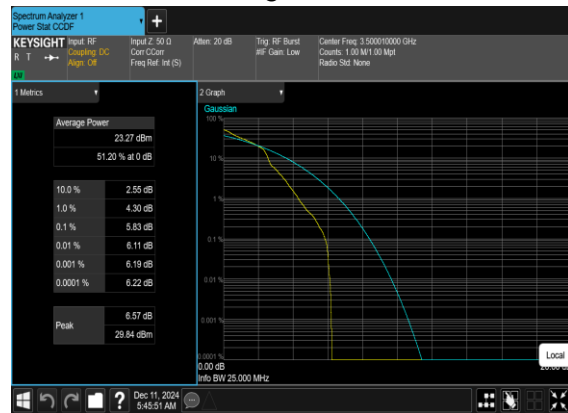 Spectrum Analyzer 1
Power Stat CCDF
KEYSIGHT
R T
LXI
Input: RF
Coupling: DC
Align: Off
Input Z: 50 Ω
Corr CCorr
Freq Ref: Int (S)
Atten: 20 dB
Trig: RF Burst
#IF Gain: Low
Center Freq: 3.500010000 GHz
Counts: 1.00 M/1.00 Mpt
Radio Std: None
1 Metrics
Average Power
23.27 dBm
51.20 % at 0 dB
10.0 % 2.55 dB
1.0 % 4.30 dB
0.1 % 5.83 dB
0.01 % 6.11 dB
0.001 % 6.19 dB
0.0001 % 6.22 dB
Peak
6.57 dB
29.84 dBm
2 Graph
Gaussian
100 %
10 %
1 %
0.1 %
0.01 %
0.001 %
0.0001 %
0.00 dB
Info BW 25.000 MHz
Local
?
Dec 11, 2024
5:45:51 AM